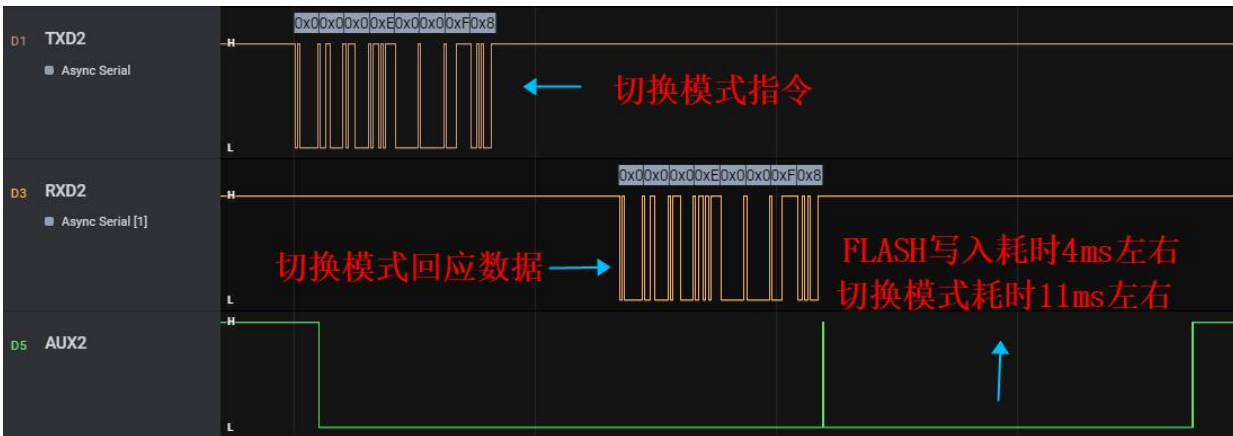 0x00x00x00xE0x00x00xF0x8
D1 TXD2
H
Async Serial
切换模式指令
L
0x00x00x00xE0x00x00xF0x8
D3 RXD2
H
Async Serial [1]
切换模式回应数据
FLASH写入耗时4ms左右
切换模式耗时11ms左右
L
H
D5 AUX2
L